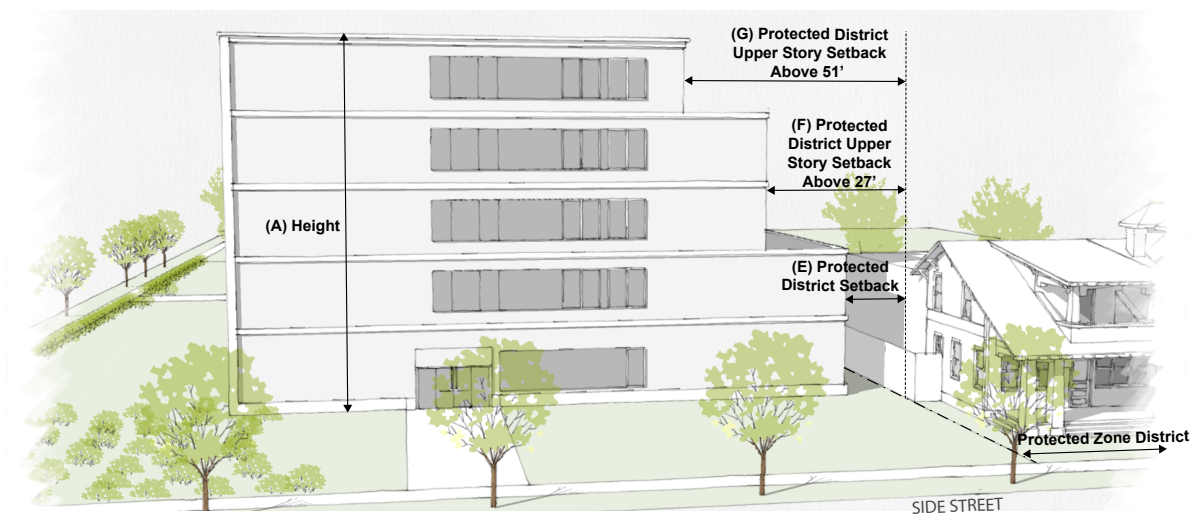 (G) Protected District
Upper Story Setback
Above 51’
(F) Protected
District Upper
Story Setback
Above 27’
(A) Height
(E) Protected
District Setback
Protected Zone District
SIDE STREET